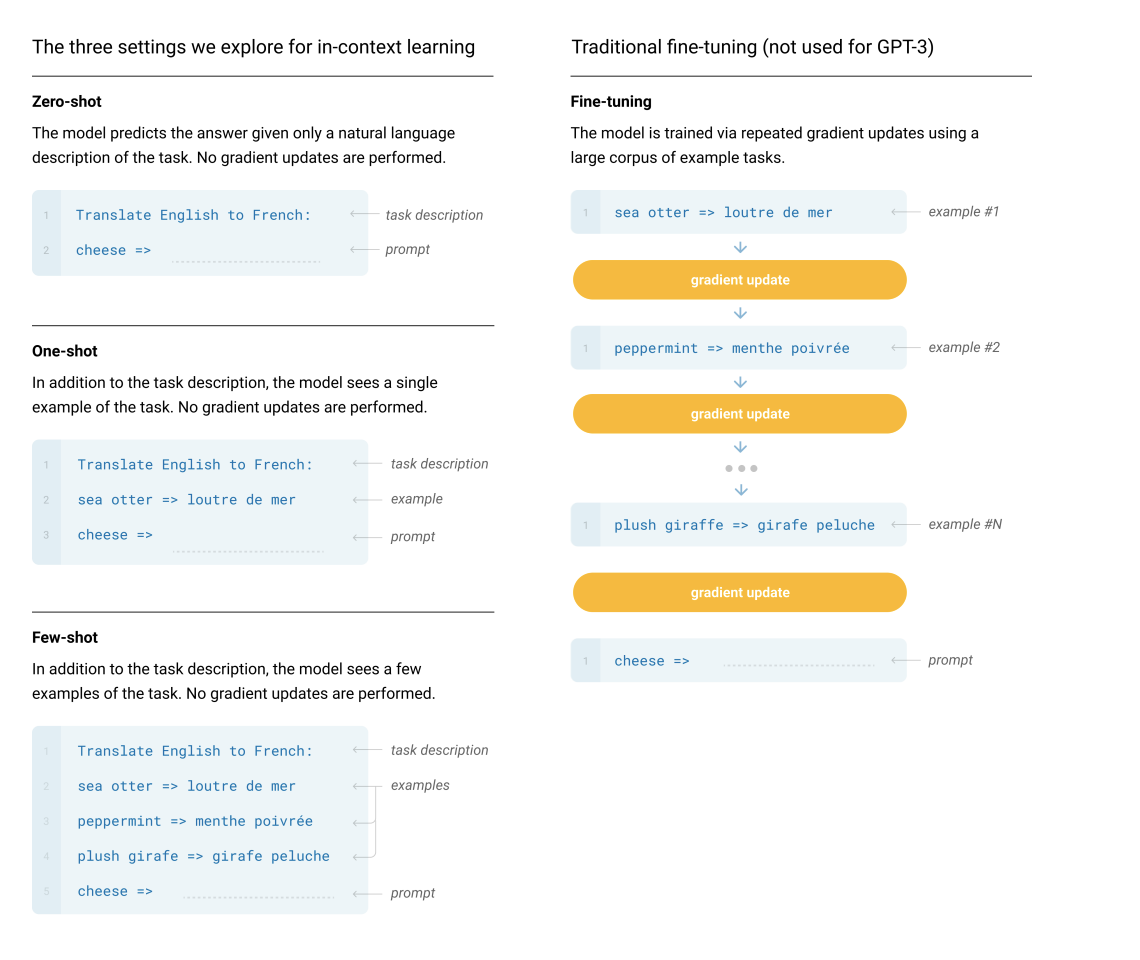 The three settings we explore for in-context learning
Zero-shot
The model predicts the answer given only a natural language
description of the task. No gradient updates are performed.
1 Translate English to French: task description
2 cheese => prompt
One-shot
In addition to the task description, the model sees a single
example of the task. No gradient updates are performed.
1 Translate English to French: task description
2 sea otter => loutre de mer example
3 cheese => prompt
Few-shot
In addition to the task description, the model sees a few
examples of the task. No gradient updates are performed.
1 Translate English to French: task description
2 sea otter => loutre de mer examples
3 peppermint => menthe poivrée
4 plush girafe => girafe peluche
5 cheese => prompt
Traditional fine-tuning (not used for GPT-3)
Fine-tuning
The model is trained via repeated gradient updates using a
large corpus of example tasks.
1 sea otter => loutre de mer example #1
gradient update
1 peppermint => menthe poivrée example #2
gradient update
1 plush giraffe => girafe peluche example #N
gradient update
1 cheese => prompt